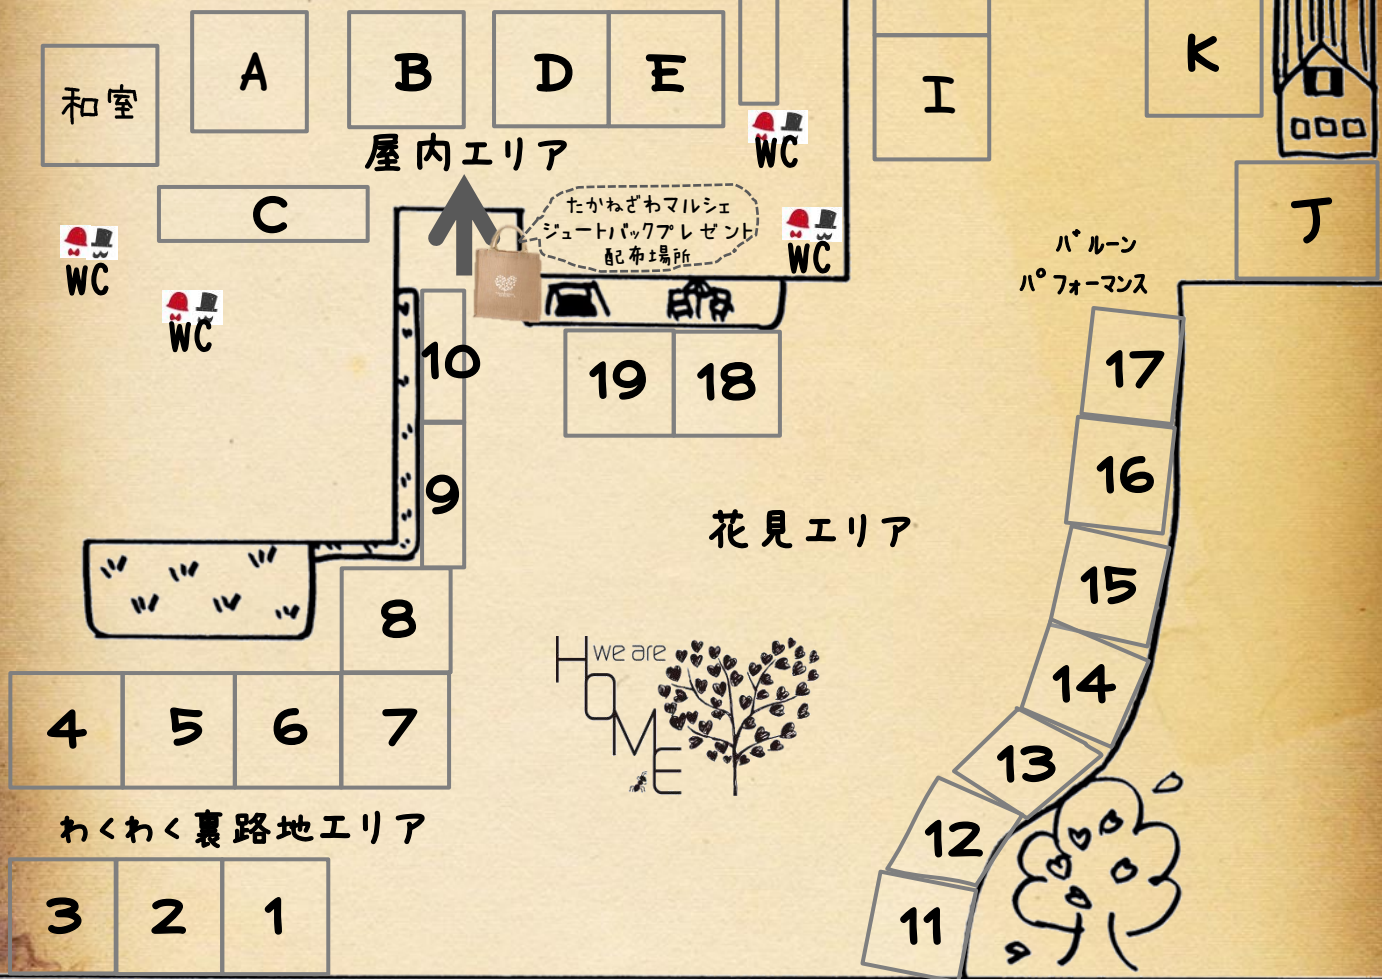 和室
A
B
D
E
I
K
屋内エリア
WC
C
たかねざわマルシェ
ジュートバックプレゼント
配布場所
WC
J
WC
WC
バルーン
パフォーマンス
10
19
18
17
9
16
花見エリア
15
8
we are
HOME
14
4
5
6
7
13
わくわく裏路地エリア
12
3
2
1
11